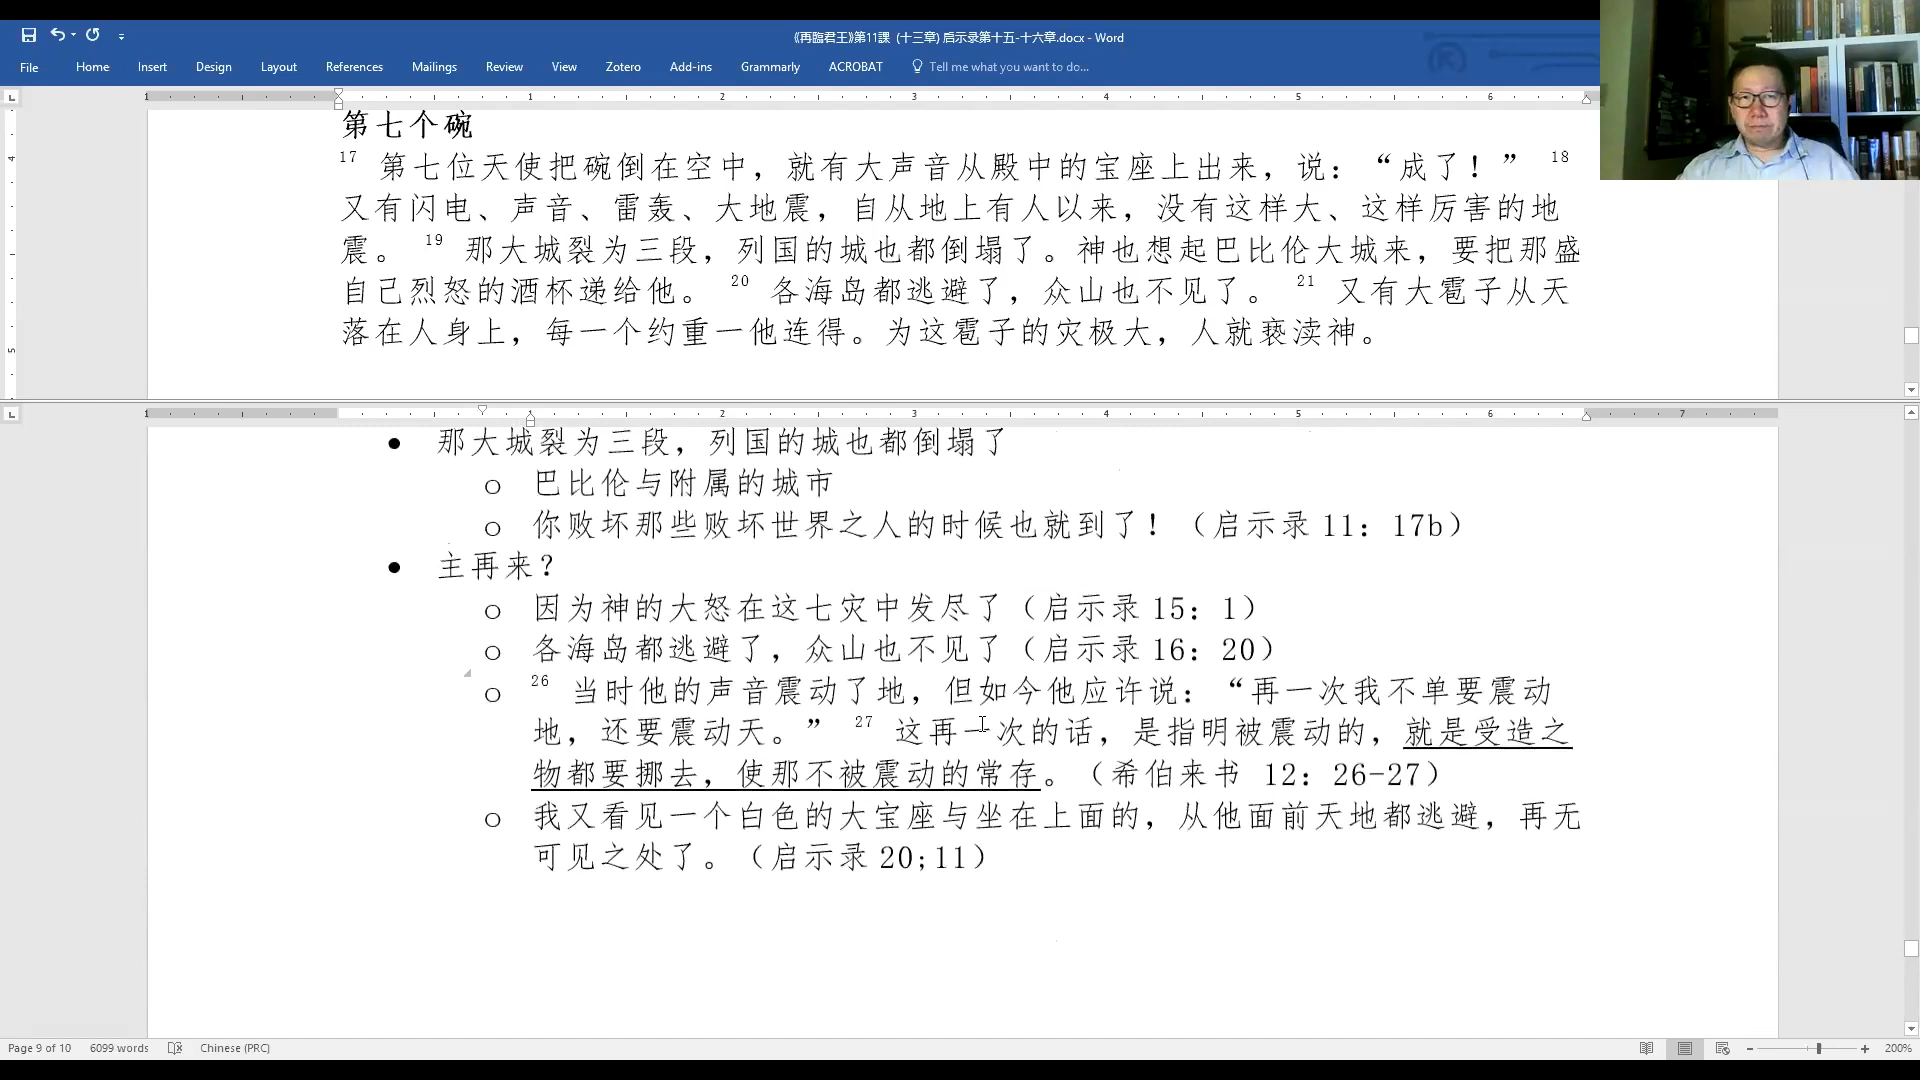 《再臨君王》第11課 (十三章) 启示录第十五-十六章.docx - Word
File Home Insert Design Layout References Mailings Review View Zotero Add-ins Grammarly ACROBAT Tell me what you want to do...
1 1 2 3 4 5 6
第七个碗
17 第七位天使把碗倒在空中，就有大声音从殿中的宝座上出来，说：“成了！” 18
又有闪电、声音、雷轰、大地震，自从地上有人以来，没有这样大、这样厉害的地
震。 19 那大城裂为三段，列国的城也都倒塌了。神也想起巴比伦大城来，要把那盛
自己烈怒的酒杯递给他。 20 各海岛都逃避了，众山也不见了。 21 又有大雹子从天
落在人身上，每一个约重一他连得。为这雹子的灾极大，人就亵渎神。
4
5
1 1 2 3 4 5 6 7
● 那大城裂为三段，列国的城也都倒塌了
o 巴比伦与附属的城市
o 你败坏那些败坏世界之人的时候也就到了！（启示录 11：17b）
● 主再来？
o 因为神的大怒在这七灾中发尽了（启示录 15：1）
o 各海岛都逃避了，众山也不见了（启示录 16：20）
o 26 当时他的声音震动了地，但如今他应许说：“再一次我不单要震动
地，还要震动天。” 27 这再一次的话，是指明被震动的，就是受造之
物都要挪去，使那不被震动的常存。（希伯来书 12：26-27）
o 我又看见一个白色的大宝座与坐在上面的，从他面前天地都逃避，再无
可见之处了。（启示录 20;11）
Page 9 of 10 6099 words Chinese (PRC) 200%